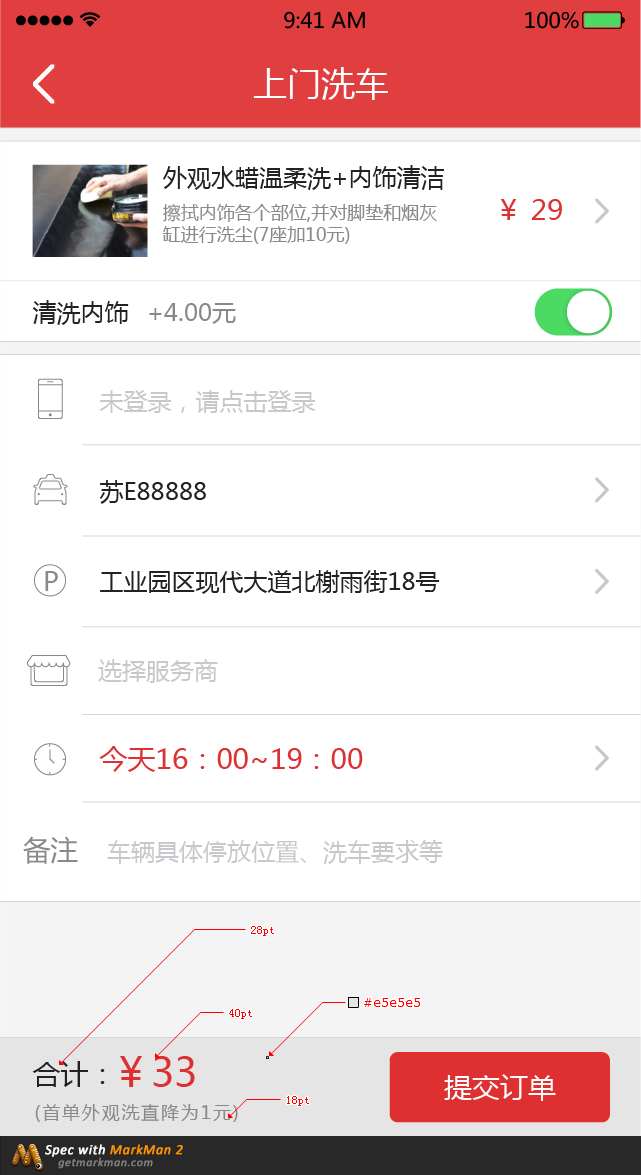 9:41 AM 100%
上门洗车
外观水蜡温柔洗+内饰清洁
擦拭内饰各个部位,并对脚垫和烟灰
缸进行洗尘(7座加10元)
¥ 29
清洗内饰 +4.00元
未登录，请点击登录
苏E88888
P
工业园区现代大道北榭雨街18号
选择服务商
今天16：00~19：00
备注 车辆具体停放位置、洗车要求等
28pt
#e5e5e5
40pt
合计：¥33
提交订单
18pt
(首单外观洗直降为1元)
Spec with MarkMan 2
getmarkman.com